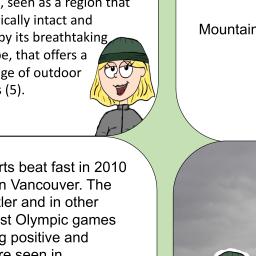 , seen as a region that
ically intact and
by its breathtaking
pe, that offers a
ge of outdoor
s (5).
Mountain
rts beat fast in 2010
n Vancouver. The
ler and in other
st Olympic games
g positive and
re seen in